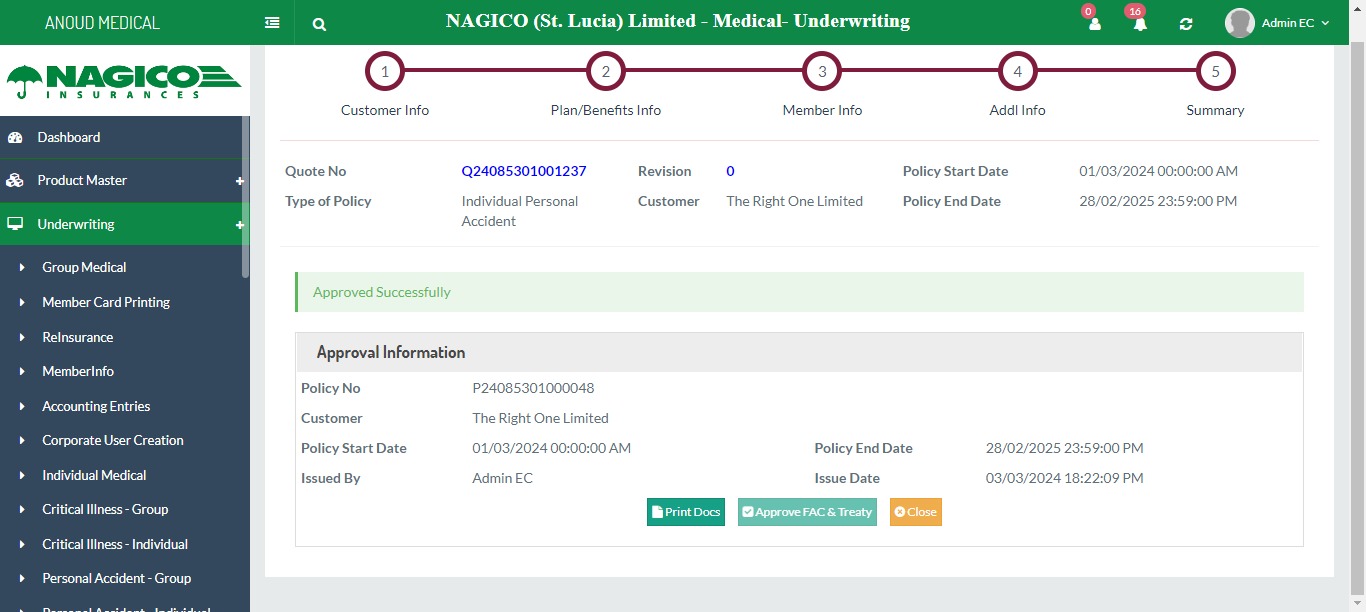 ANOUD MEDICAL
NAGICO (St. Lucia) Limited - Medical- Underwriting
0
16
Admin EC
NAGICO
INSURANCES
Dashboard
Product Master
Underwriting
Group Medical
Member Card Printing
ReInsurance
MemberInfo
Accounting Entries
Corporate User Creation
Individual Medical
Critical Illness - Group
Critical Illness - Individual
Personal Accident - Group
Personal Accident - Individual
1
2
3
4
5
Customer Info
Plan/Benefits Info
Member Info
Addl Info
Summary
Quote No Q24085301001237 Revision 0 Policy Start Date 01/03/2024 00:00:00 AM
Type of Policy Individual Personal Customer The Right One Limited Policy End Date 28/02/2025 23:59:00 PM
Accident
Approved Successfully
Approval Information
Policy No P24085301000048
Customer The Right One Limited
Policy Start Date 01/03/2024 00:00:00 AM Policy End Date 28/02/2025 23:59:00 PM
Issued By Admin EC Issue Date 03/03/2024 18:22:09 PM
Print Docs Approve FAC & Treaty Close